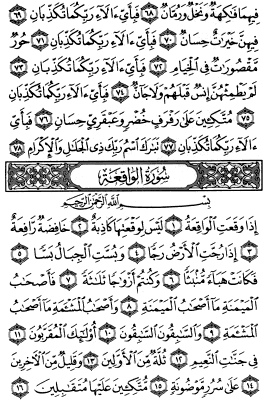 فِيهِمَا فَٰكِهَةٌ وَنَخْلٌ وَرُمَّانٌ ٦٨ فَبِأَيِّ ءَالَآءِ رَبِّكُمَا تُكَذِّبَانِ ٦٩
فِيهِنَّ خَيْرَٰتٌ حِسَانٌ ٧٠ فَبِأَيِّ ءَالَآءِ رَبِّكُمَا تُكَذِّبَانِ ٧١ حُورٌ
مَّقْصُورَٰتٌ فِي ٱلْخِيَامِ ٧٢ فَبِأَيِّ ءَالَآءِ رَبِّكُمَا تُكَذِّبَانِ ٧٣
لَمْ يَطْمِثْهُنَّ إِنسٌ قَبْلَهُمْ وَلَا جَآنٌّ ٧٤ فَبِأَيِّ ءَالَآءِ رَبِّكُمَا تُكَذِّبَانِ
٧٥ مُتَّكِـِٔينَ عَلَىٰ رَفْرَفٍ خُضْرٍ وَعَبْقَرِيٍّ حِسَانٍ ٧٦ فَبِأَيِّ
ءَالَآءِ رَبِّكُمَا تُكَذِّبَانِ ٧٧ تَبَٰرَكَ ٱسْمُ رَبِّكَ ذِي ٱلْجَلَٰلِ وَٱلْإِكْرَامِ ٧٨
سُورَةُ الْوَاقِعَةِ
بِسْمِ ٱللَّهِ ٱلرَّحْمَٰنِ ٱلرَّحِيمِ
إِذَا وَقَعَتِ ٱلْوَاقِعَةُ ١ لَيْسَ لِوَقْعَتِهَا كَاذِبَةٌ ٢ خَافِضَةٌ رَّافِعَةٌ
٣ إِذَا رُجَّتِ ٱلْأَرْضُ رَجًّا ٤ وَبُسَّتِ ٱلْجِبَالُ بَسًّا ٥
فَكَانَتْ هَبَآءً مُّنۢبَثًّا ٦ وَكُنتُمْ أَزْوَٰجًا ثَلَٰثَةً ٧ فَأَصْحَٰبُ
ٱلْمَيْمَنَةِ مَآ أَصْحَٰبُ ٱلْمَيْمَنَةِ ٨ وَأَصْحَٰبُ ٱلْمَشْـَٔمَةِ مَآ أَصْحَٰبُ
ٱلْمَشْـَٔمَةِ ٩ وَٱلسَّٰبِقُونَ ٱلسَّٰبِقُونَ ١٠ أُو۟لَٰٓئِكَ ٱلْمُقَرَّبُونَ ١١
فِي جَنَّٰتِ ٱلنَّعِيمِ ١٢ ثُلَّةٌ مِّنَ ٱلْأَوَّلِينَ ١٣ وَقَلِيلٌ مِّنَ ٱلْءَاخِرِينَ
١٤ عَلَىٰ سُرُرٍ مَّوْضُونَةٍ ١٥ مُّتَّكِـِٔينَ عَلَيْهَا مُتَقَٰبِلِينَ ١٦